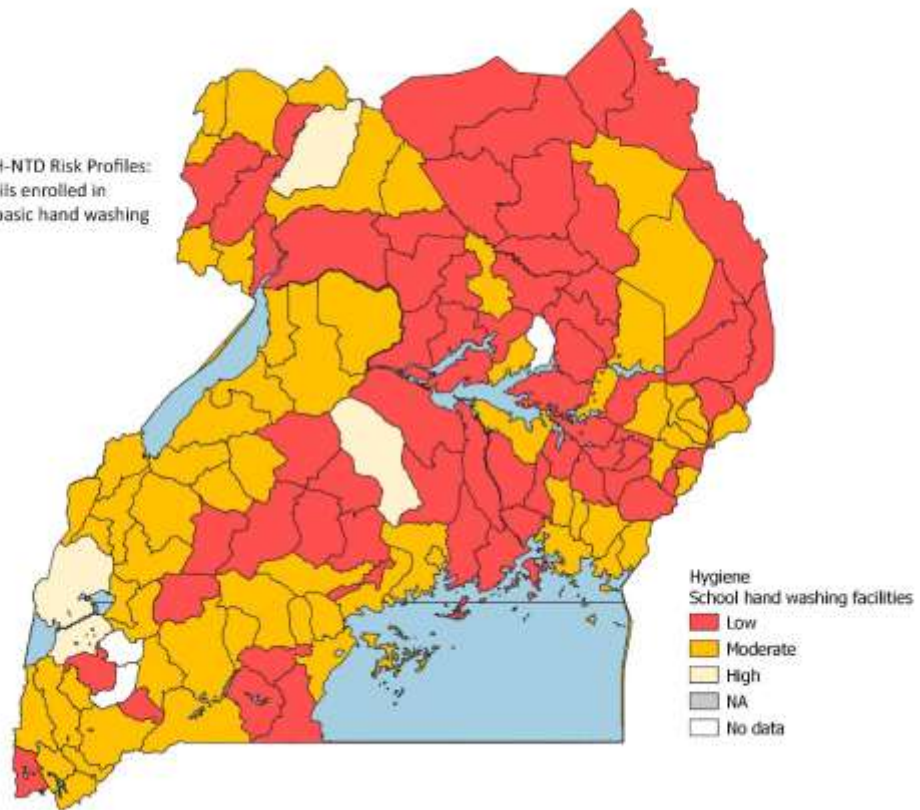 H-NTD Risk Profiles:
ils enrolled in
basic hand washing
Hygiene
School hand washing facilities
Low
Moderate
High
NA
No data